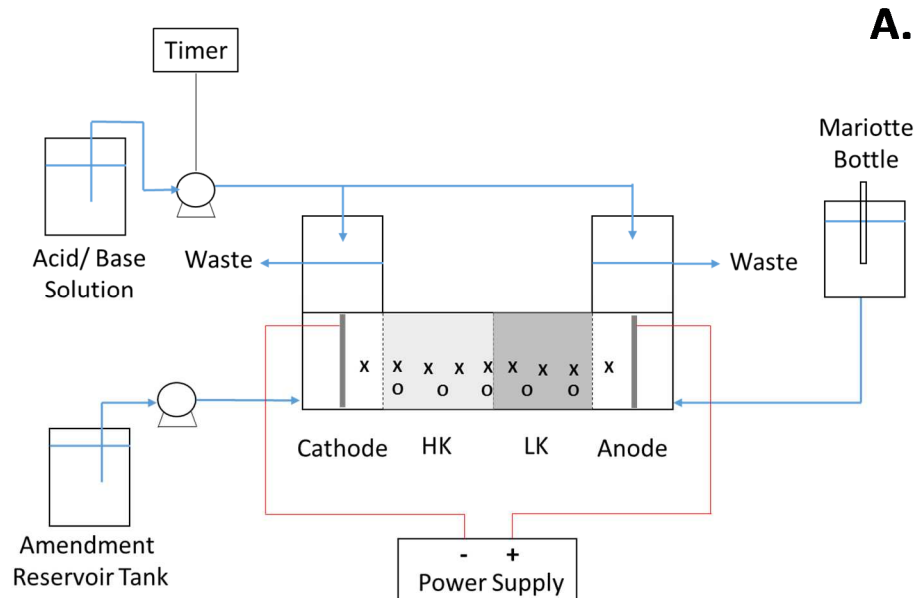 A.
Timer
Mariotte
Bottle
Acid/ Base
Solution
Waste
Waste
x x x x x x x x x
o o o o o
Cathode HK LK Anode
Amendment
Reservoir Tank
- +
Power Supply